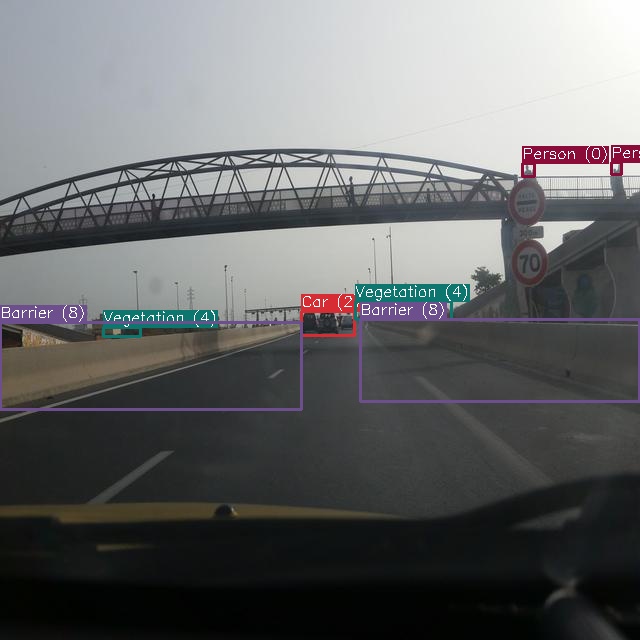 Person (0)
Pers
70
Car (2
Vegetation (4)
Barrier (8)
Barrier (8)
Vegetation (4)